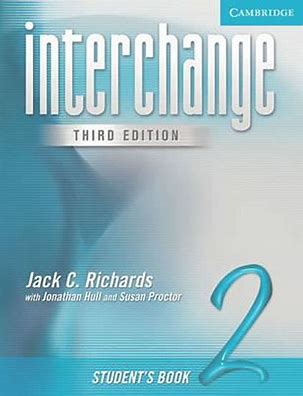 CAMBRIDGE
interchange
THIRD EDITION
Jack C. Richards
with Jonathan Hull and Susan Proctor
2
STUDENT'S BOOK